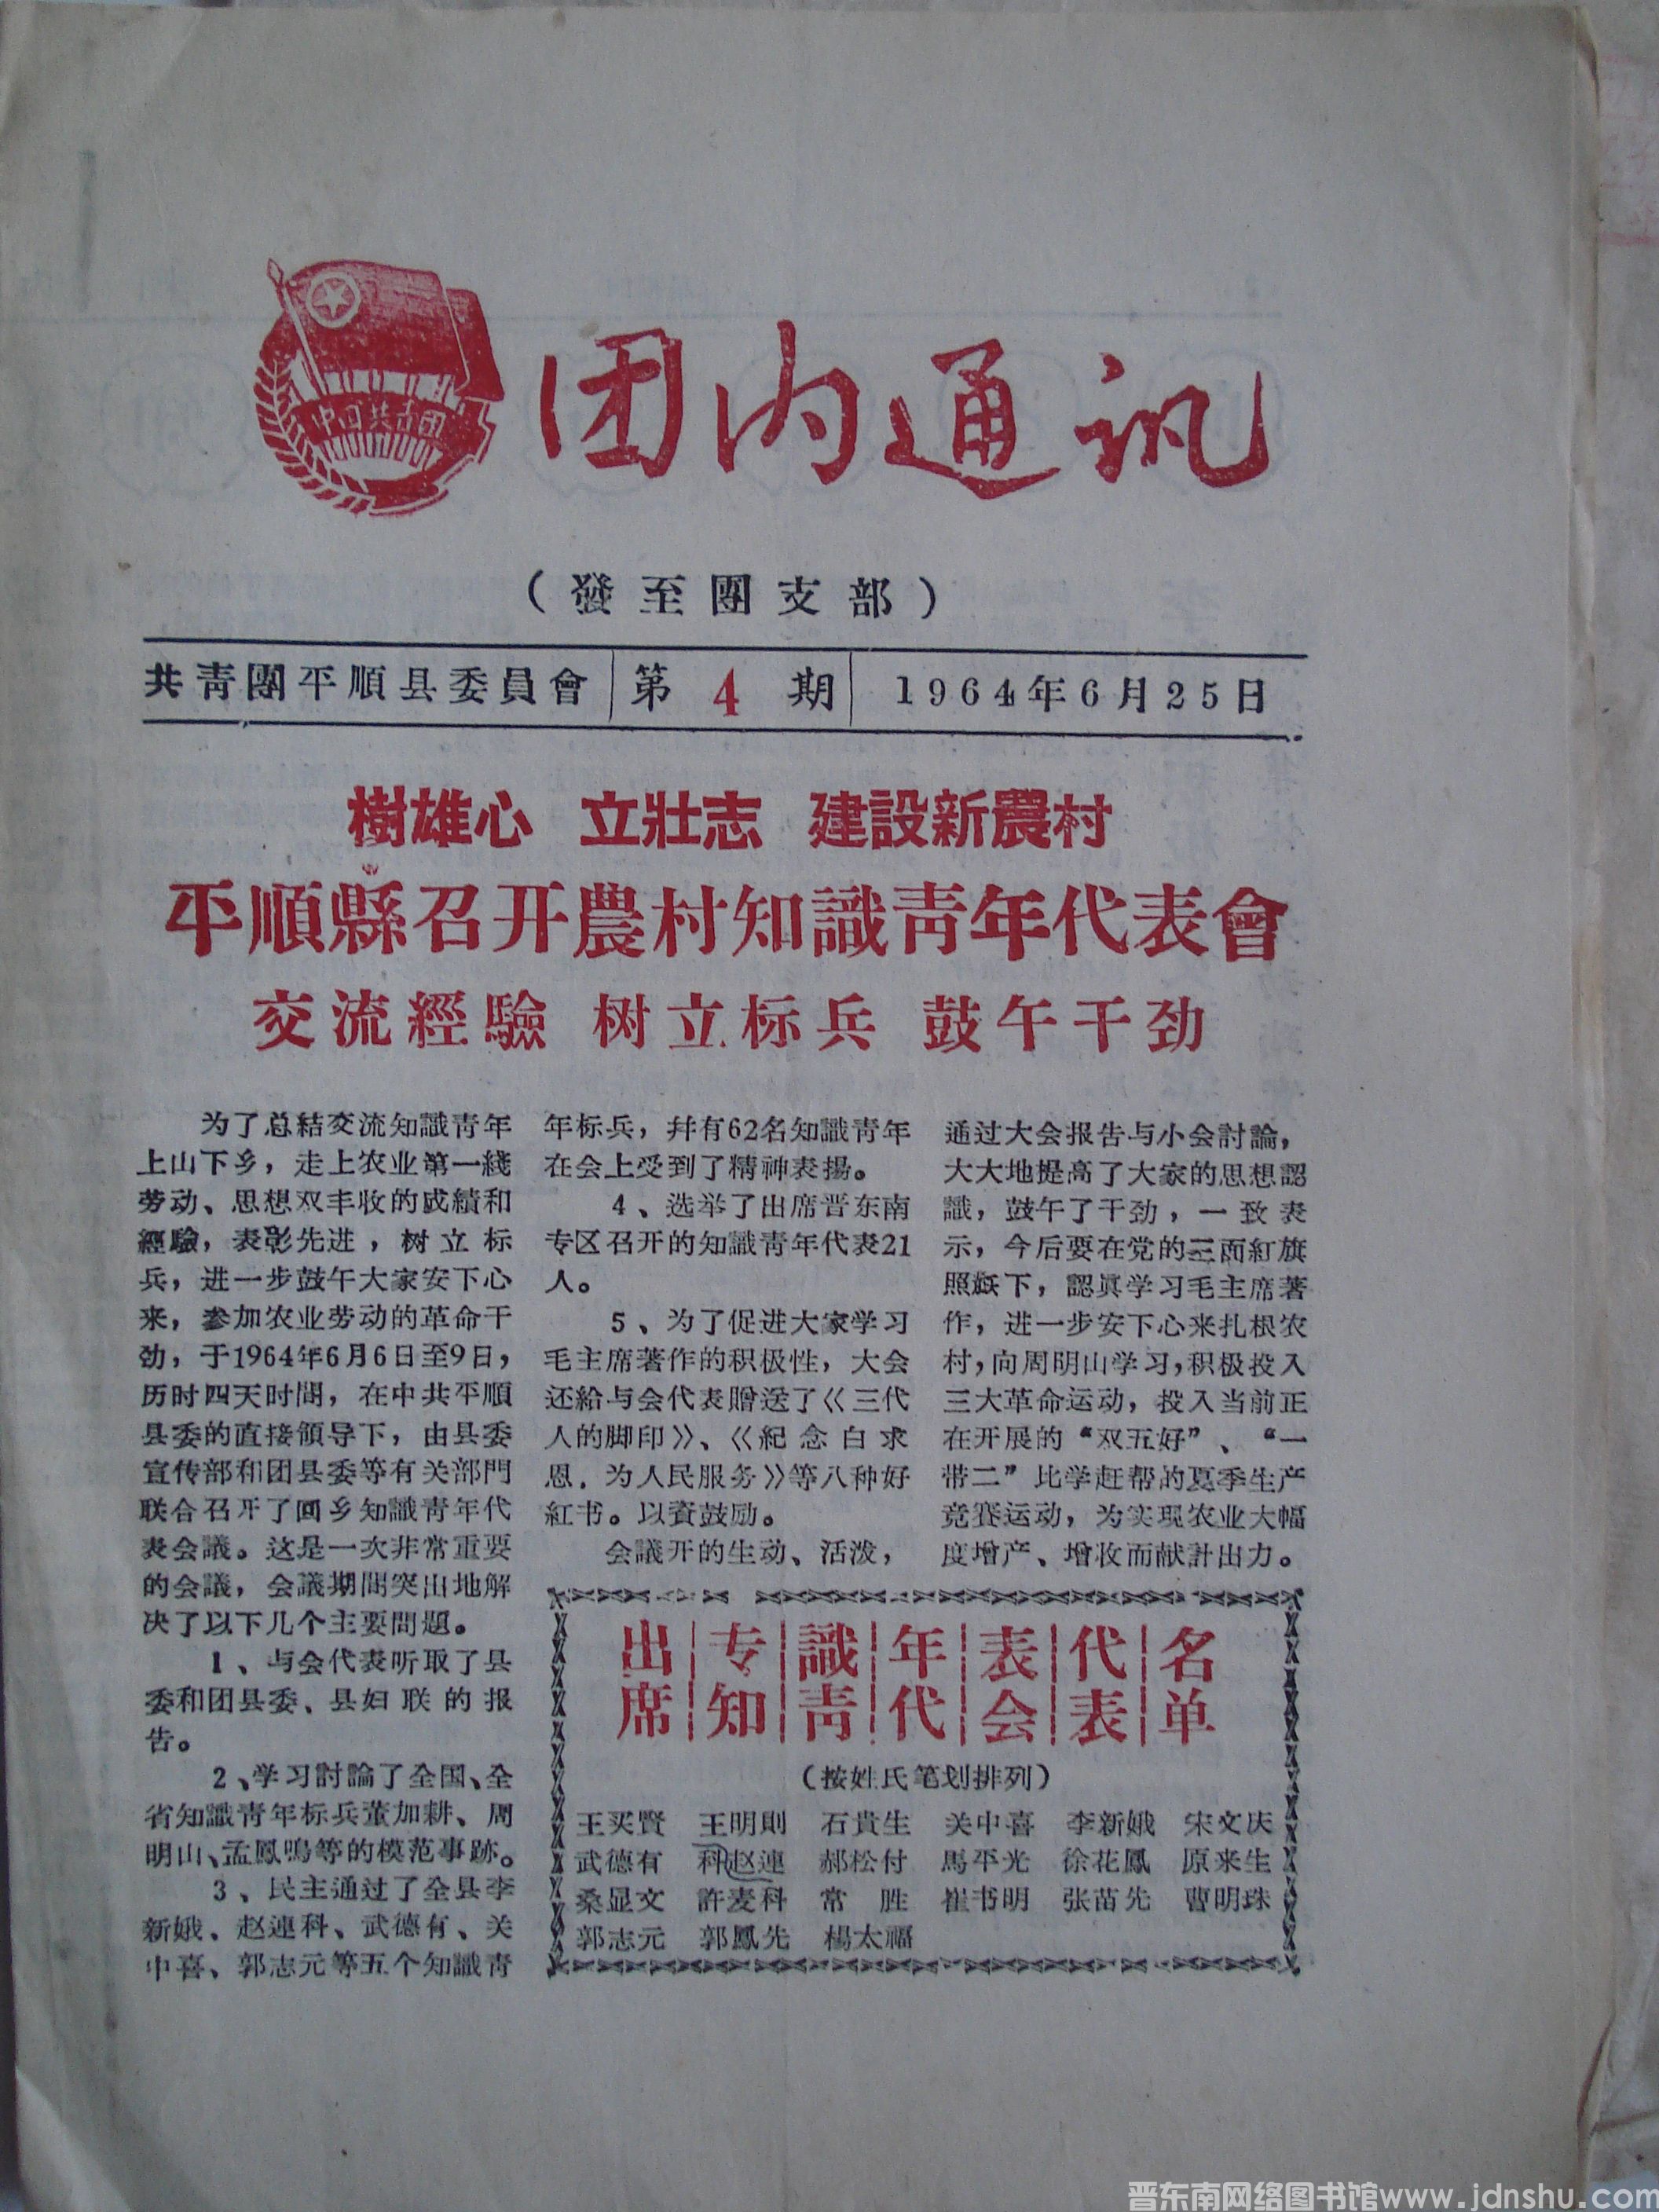 中国共青团
团内通讯
（發至團支部）
共青團平順县委員會 第4期 1964年6月25日
樹雄心 立壯志 建設新農村
平順縣召开農村知識青年代表會
交流經驗 树立标兵 鼓午干劲
为了总結交流知識青年
上山下乡，走上农业第一綫
劳动、思想双丰收的成績和
經驗，表彰先进，树立标
兵，进一步鼓午大家安下心
来，参加农业劳动的革命干
劲，于1964年6月6日至9日，
历时四天时間，在中共平順
县委的直接領导下，由县委
宣传部和团县委等有关部門
联合召开了回乡知識青年代
表会議。这是一次非常重要
的会議，会議期間突出地解
决了以下几个主要問題。
1、与会代表听取了县
委和团县委、县妇联的报
告。
2、学习討論了全国、全
省知識青年标兵董加耕、周
明山、孟鳳鳴等的模范事跡。
3、民主通过了全县李
新娥、赵連科、武德有、关
中喜、郭志元等五个知識青
年标兵，幷有62名知識青年
在会上受到了精神表揚。
4、选举了出席晋东南
专区召开的知識青年代表21
人。
5、为了促进大家学习
毛主席著作的积极性，大会
还給与会代表贈送了《三代
人的脚印》、《紀念白求
恩．为人民服务》等八种好
紅书。以資鼓励。
会議开的生动、活泼，
通过大会报告与小会討論，
大大地提高了大家的思想認
識，鼓午了干劲，一致表
示，今后要在党的三面紅旗
照耀下，認眞学习毛主席著
作，进一步安下心来扎根农
村，向周明山学习，积极投入
三大革命运动，投入当前正
在开展的“双五好”、“一
带二”比学赶帮的夏季生产
竞賽运动，为实现农业大幅
度增产、增收而献計出力。
出席专知識青年代表会代表名单
（按姓氏笔划排列）
王买賢 王明則 石貴生 关中喜 李新娥 宋文庆
武德有 科赵連 郝松付 馬平光 徐花鳳 原来生
桑显文 許麦科 常胜 崔书明 张苗先 曹明珠
郭志元 郭鳳先 楊太福
晋东南网络图书馆www.jdnshu.com